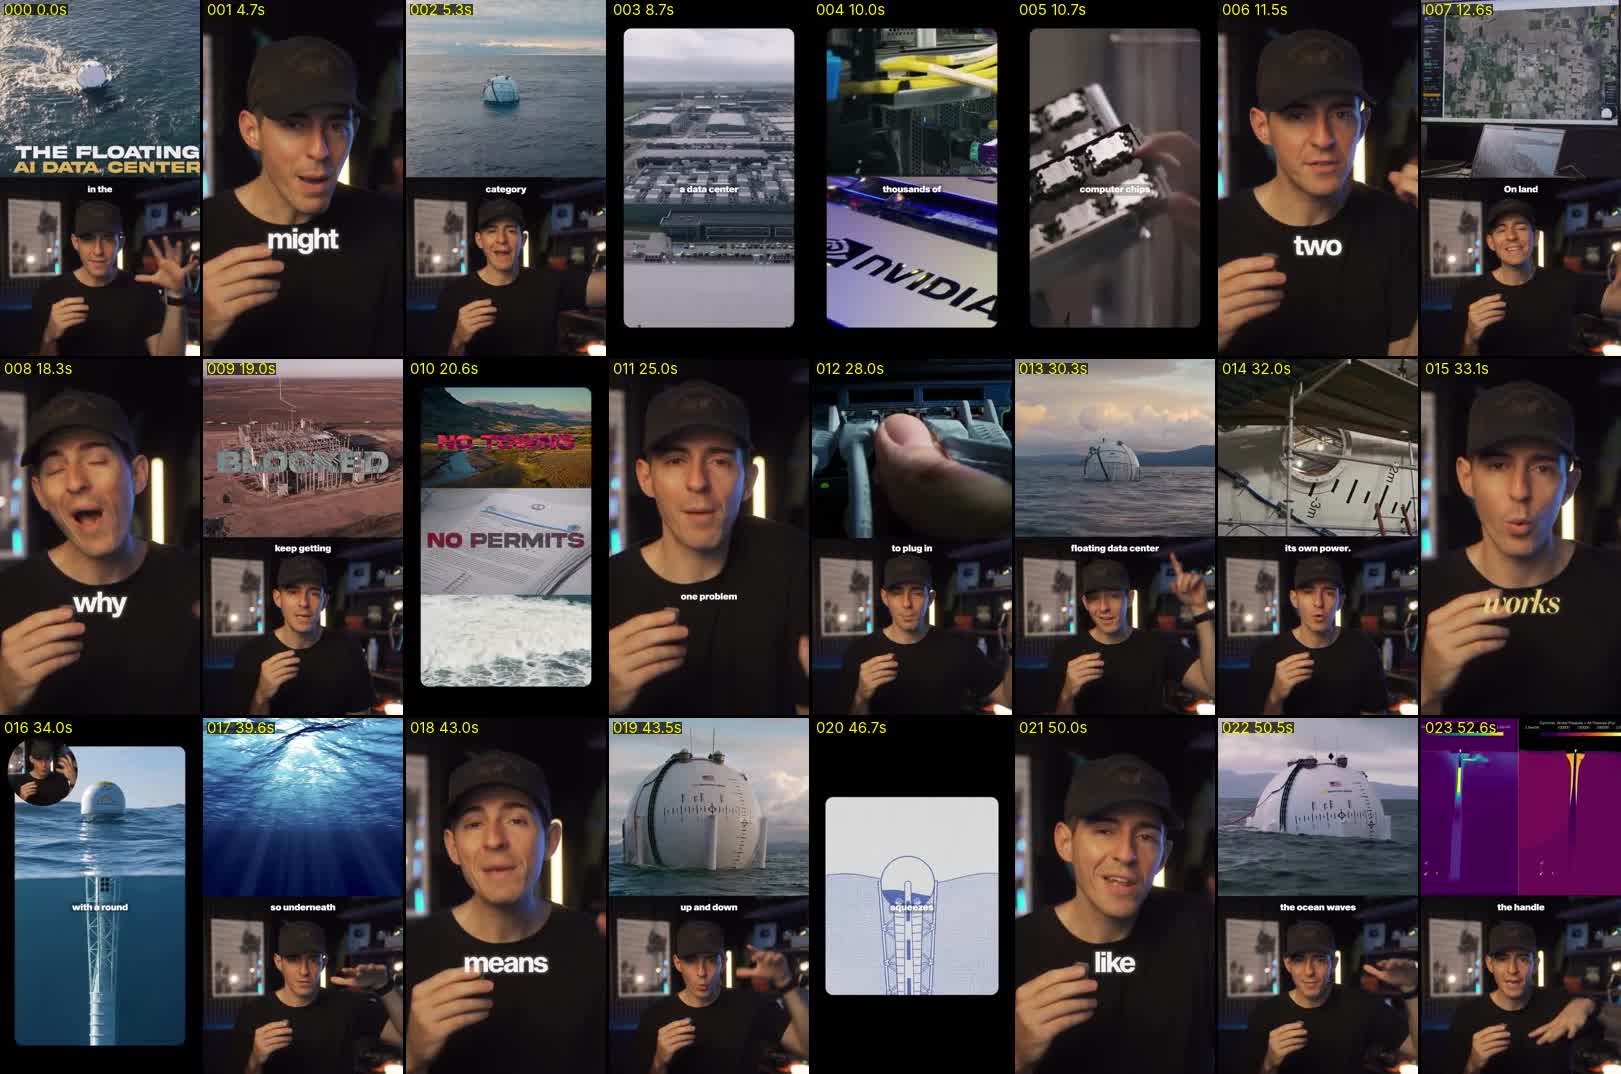 000 0.0s
THE FLOATING
AI DATA CENTER
in the
001 4.7s
might
002 5.3s
category
003 8.7s
a data center
004 10.0s
thousands of
NVIDIA
005 10.7s
computer chips
006 11.5s
two
007 12.6s
On land
008 18.3s
why
009 19.0s
BLOCKED
keep getting
010 20.6s
NO TOWNS
NO PERMITS
011 25.0s
one problem
012 28.0s
to plug in
013 30.3s
floating data center
014 32.0s
2m
-3m
its own power.
015 33.1s
works
016 34.0s
with a round
017 39.6s
so underneath
018 43.0s
means
019 43.5s
up and down
020 46.7s
squeezes
021 50.0s
like
022 50.5s
the ocean waves
023 52.6s
the handle